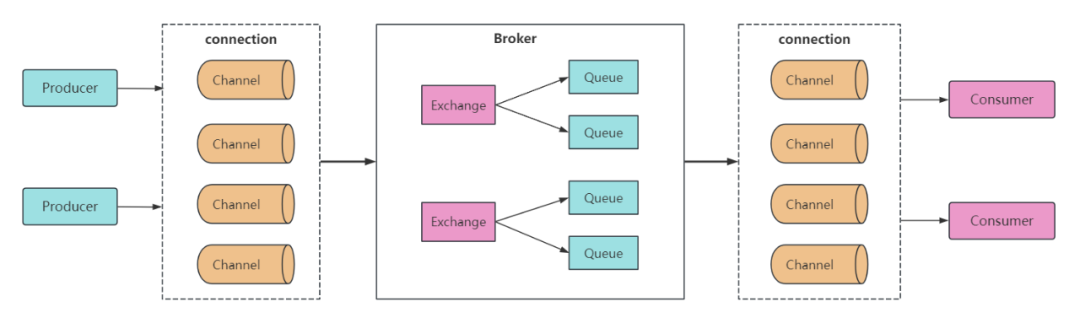 connection
Producer
Producer
Channel
Channel
Channel
Channel
Broker
Exchange
Queue
Queue
Exchange
Queue
Queue
connection
Channel
Channel
Channel
Channel
Consumer
Consumer